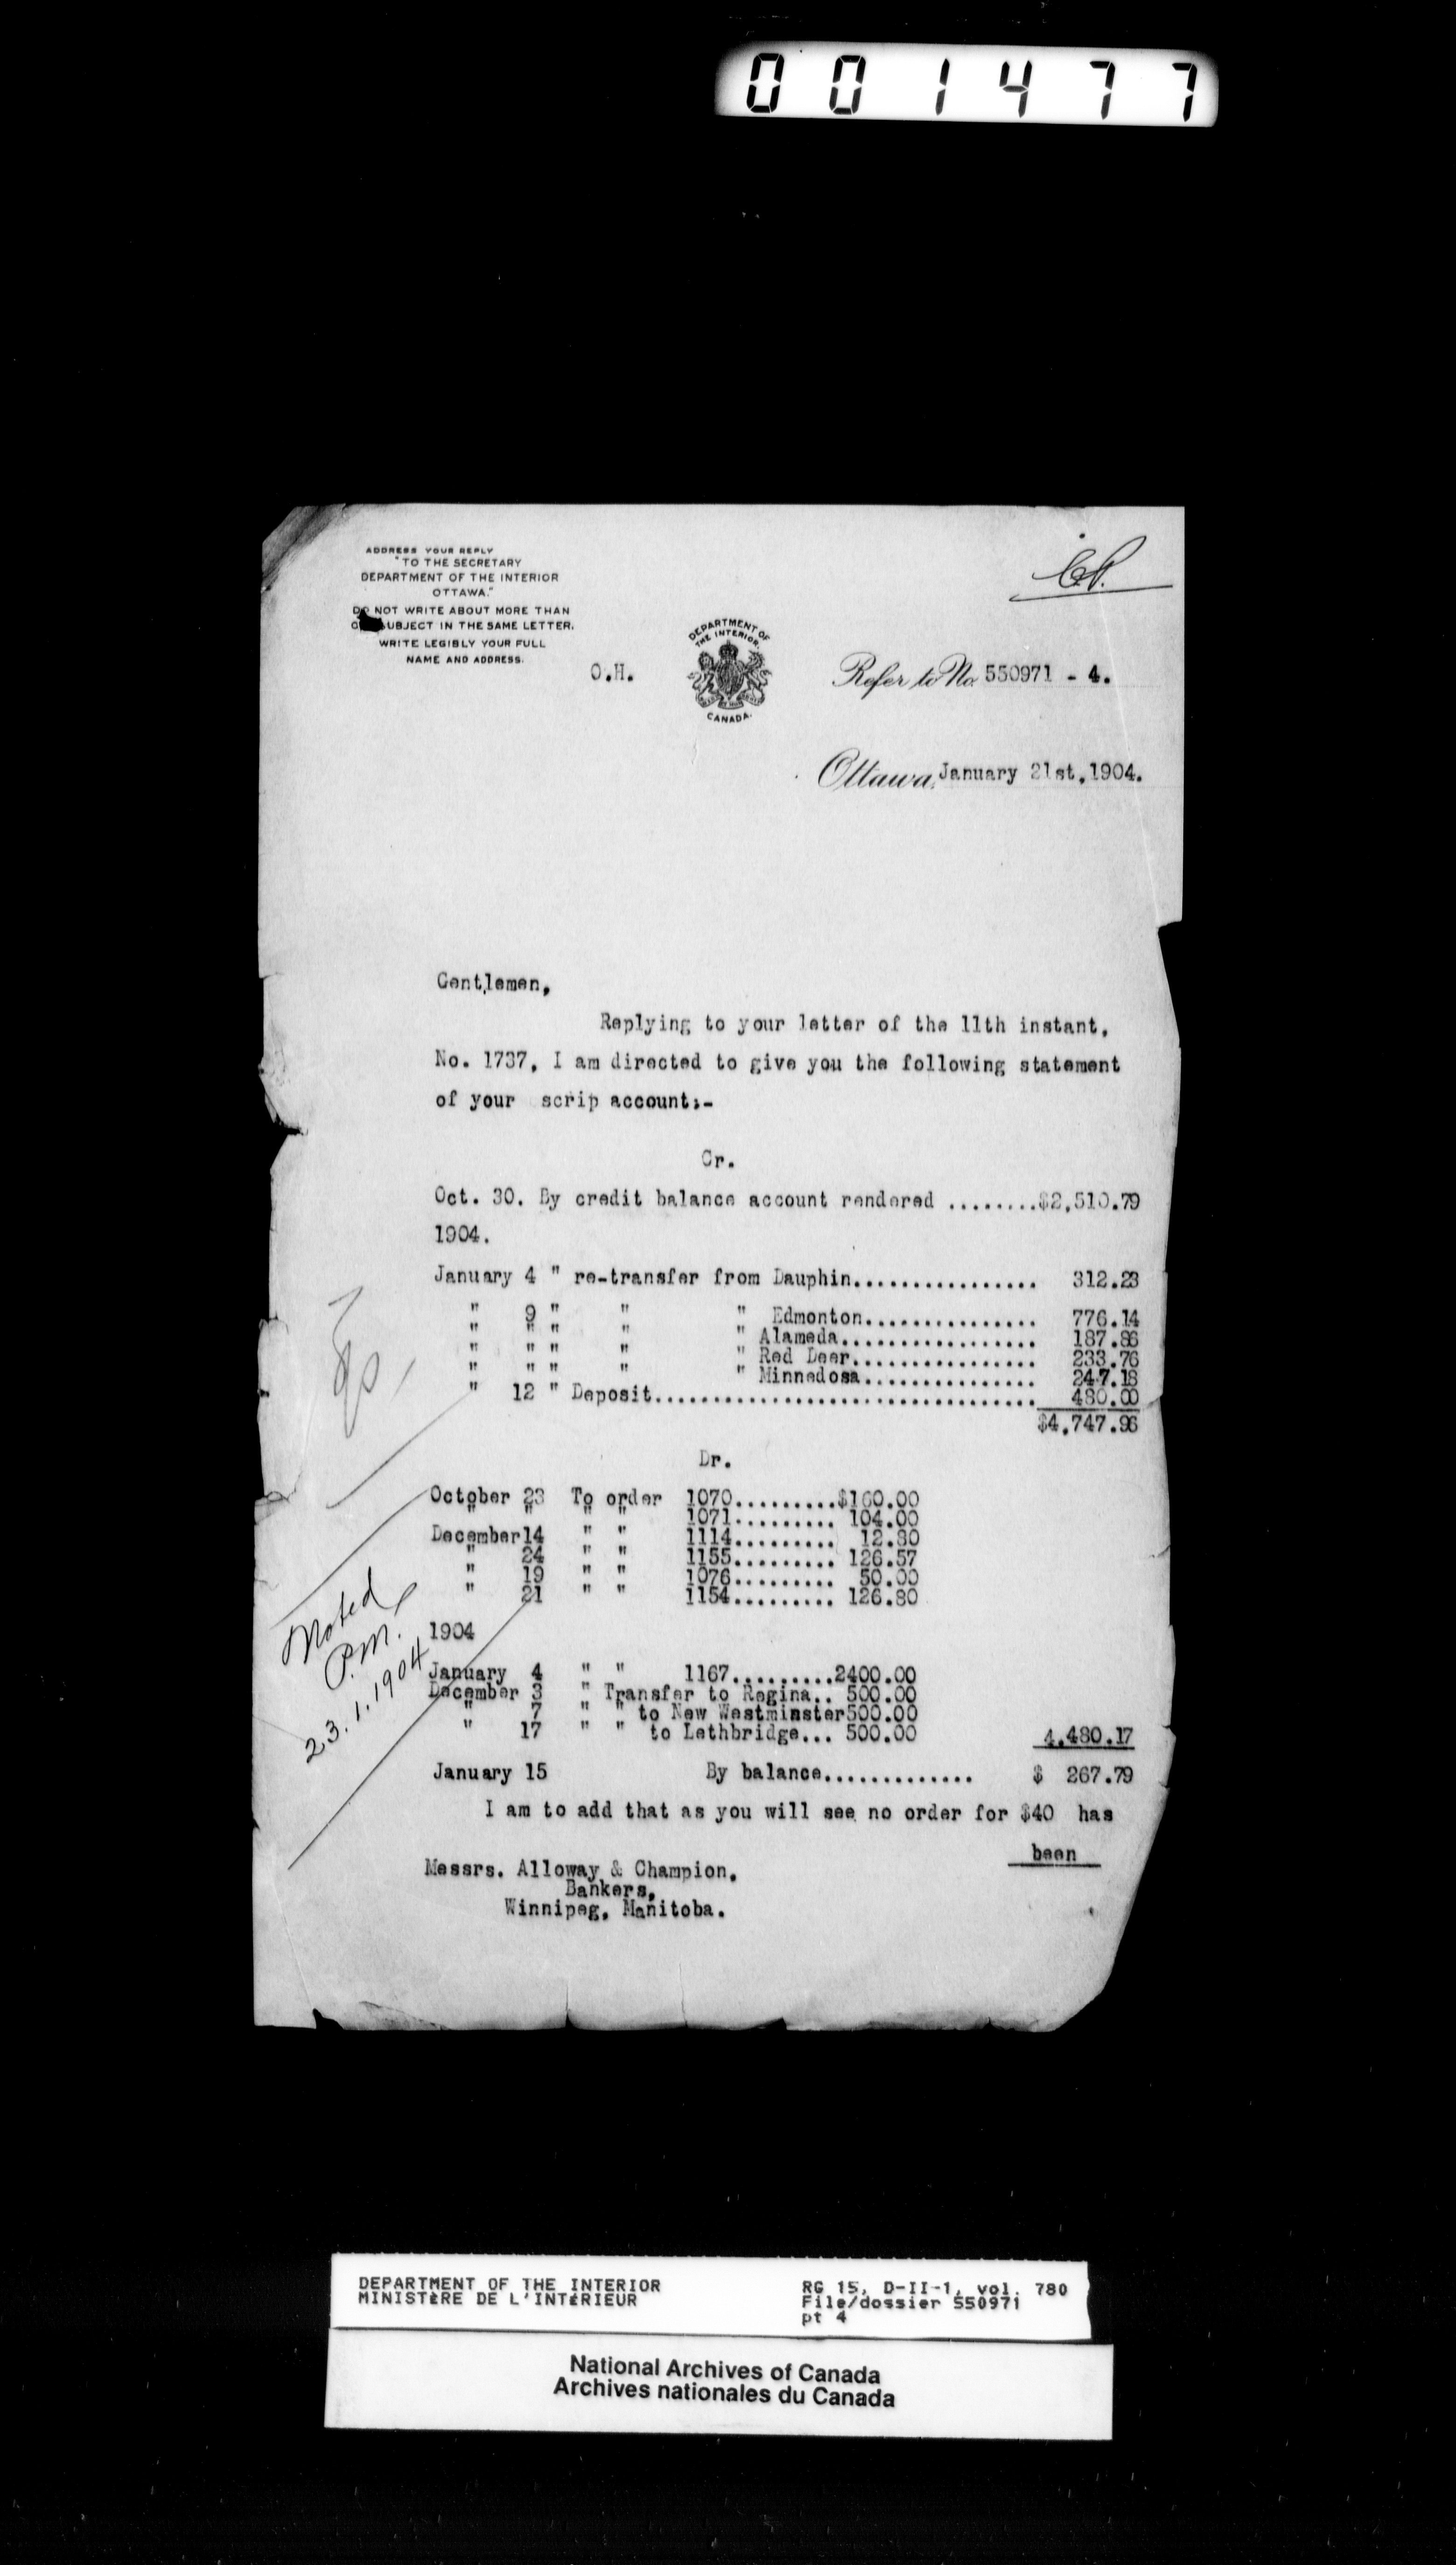 001477
ADDRESS YOUR REPLY
"TO THE SECRETARY
DEPARTMENT OF THE INTERIOR
OTTAWA."
DO NOT WRITE ABOUT MORE THAN
SUBJECT IN THE SAME LETTER.
WRITE LEGIBLY YOUR FULL
NAME AND ADDRESS.
O.H.
DEPARTMENT OF
THE INTERIOR.
CANADA.
Refer to No. 550971 - 4.
Ottawa, January 21st, 1904.
Gentlemen,
Replying to your letter of the 11th instant,
No. 1737, I am directed to give you the following statement
of your scrip account:-
Cr.
Oct. 30. By credit balance account rendered ........$2,510.79
1904.
January 4 " re-transfer from Dauphin................ 312.23
" 9 " " " Edmonton............... 776.14
" " " " " Alameda................. 187.86
" " " " " Red Deer................ 233.76
" " " " " Minnedosa............... 247.18
" 12 " Deposit................................. 480.00
$4,747.96
Dr.
October 23 To order 1070.........$160.00
" " " " 1071......... 104.00
December 14 " " 1114......... 12.80
" 24 " " 1155......... 126.57
" 19 " " 1076......... 50.00
" 21 " " 1154......... 126.80
1904
January 4 " " 1167.........2400.00
December 3 " Transfer to Regina.. 500.00
" 7 " " to New Westminster 500.00
" 17 " " to Lethbridge... 500.00 4,480.17
January 15 By balance............. $ 267.79
I am to add that as you will see no order for $40 has
been
Messrs. Alloway & Champion,
Bankers,
Winnipeg, Manitoba.
Noted
P.M.
23.1.1904
DEPARTMENT OF THE INTERIOR
MINISTÈRE DE L'INTÉRIEUR
RG 15, D-II-1, vol. 780
File/dossier 550971
pt 4
National Archives of Canada
Archives nationales du Canada